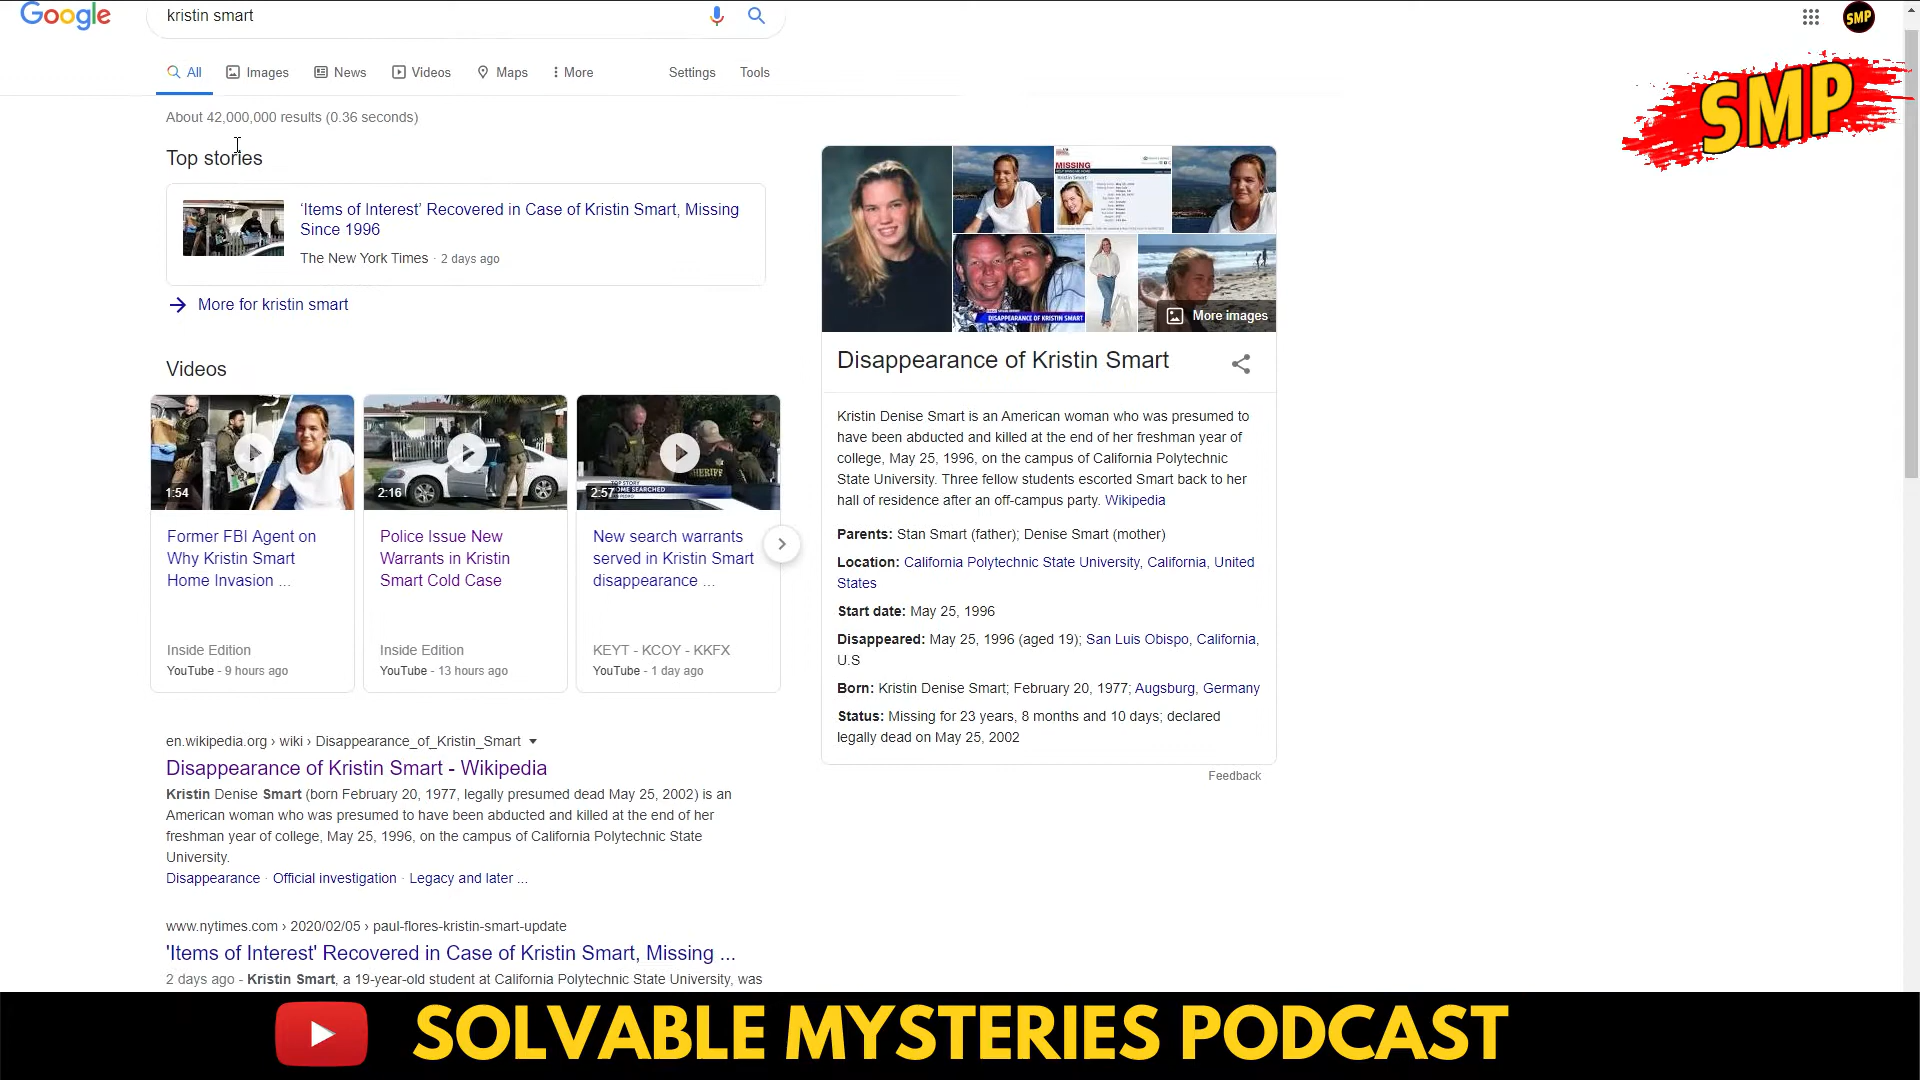 Google
kristin smart
SMP
All
Images
News
Videos
Maps
More
Settings
Tools
SMP
About 42,000,000 results (0.36 seconds)
Top stories
‘Items of Interest’ Recovered in Case of Kristin Smart, Missing
Since 1996
The New York Times · 2 days ago
More for kristin smart
Videos
1:54
Former FBI Agent on
Why Kristin Smart
Home Invasion ...
Inside Edition
YouTube - 9 hours ago
2:16
Police Issue New
Warrants in Kristin
Smart Cold Case
Inside Edition
YouTube - 13 hours ago
SHERIFF
TOP STORY
OME SEARCHED
2:57
New search warrants
served in Kristin Smart
disappearance ...
KEYT - KCOY - KKFX
YouTube - 1 day ago
en.wikipedia.org › wiki › Disappearance_of_Kristin_Smart
Disappearance of Kristin Smart - Wikipedia
Kristin Denise Smart (born February 20, 1977, legally presumed dead May 25, 2002) is an
American woman who was presumed to have been abducted and killed at the end of her
freshman year of college, May 25, 1996, on the campus of California Polytechnic State
University.
Disappearance · Official investigation · Legacy and later ...
www.nytimes.com › 2020/02/05 › paul-flores-kristin-smart-update
'Items of Interest' Recovered in Case of Kristin Smart, Missing ...
2 days ago - Kristin Smart, a 19-year-old student at California Polytechnic State University, was
MISSING
Kristin Smart
DISAPPEARANCE OF KRISTIN SMART
More images
Disappearance of Kristin Smart
Kristin Denise Smart is an American woman who was presumed to
have been abducted and killed at the end of her freshman year of
college, May 25, 1996, on the campus of California Polytechnic
State University. Three fellow students escorted Smart back to her
hall of residence after an off-campus party. Wikipedia
Parents: Stan Smart (father); Denise Smart (mother)
Location: California Polytechnic State University, California, United
States
Start date: May 25, 1996
Disappeared: May 25, 1996 (aged 19); San Luis Obispo, California,
U.S
Born: Kristin Denise Smart; February 20, 1977; Augsburg, Germany
Status: Missing for 23 years, 8 months and 10 days; declared
legally dead on May 25, 2002
Feedback
SOLVABLE MYSTERIES PODCAST